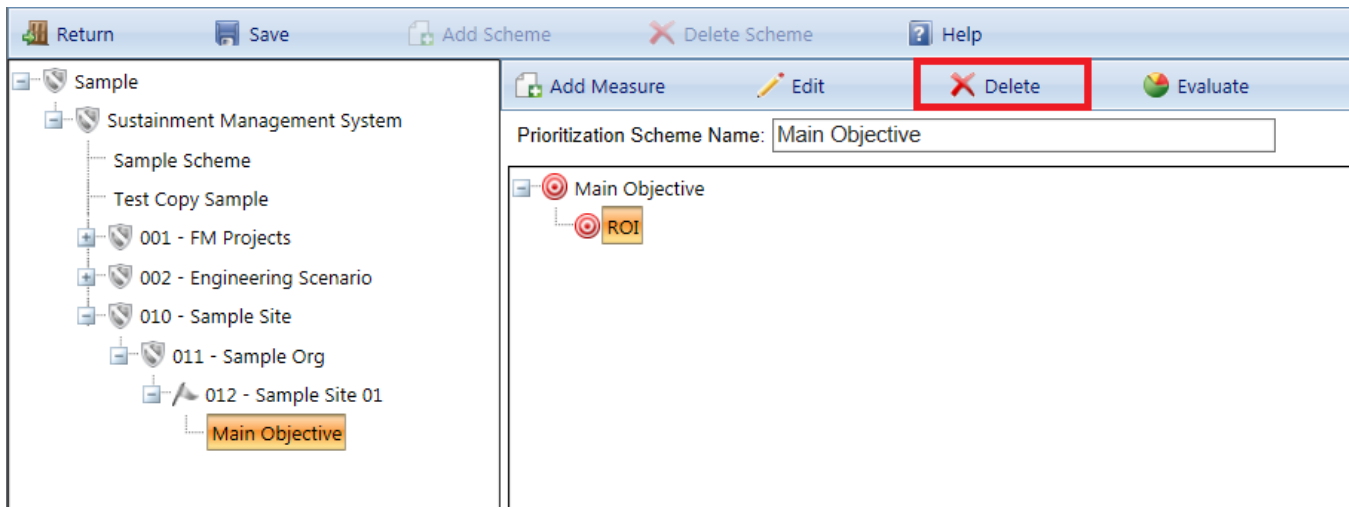 Return Save Add Scheme Delete Scheme Help
Sample
Sustainment Management System
Sample Scheme
Test Copy Sample
001 - FM Projects
002 - Engineering Scenario
010 - Sample Site
011 - Sample Org
012 - Sample Site 01
Main Objective
Add Measure Edit Delete Evaluate
Prioritization Scheme Name: Main Objective
Main Objective
ROI